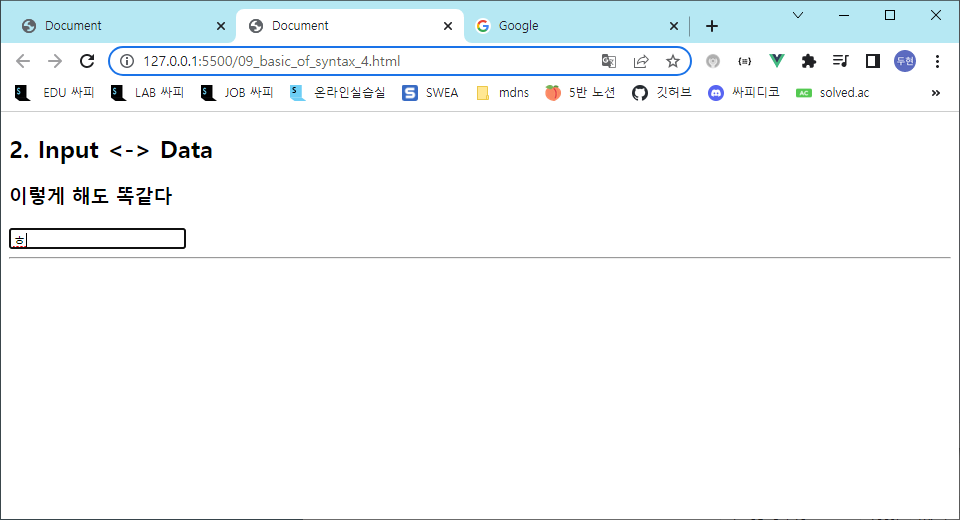 Document
Document
Google
127.0.0.1:5500/09_basic_of_syntax_4.html
두현
EDU 싸피
LAB 싸피
JOB 싸피
온라인실습실
SWEA
mdns
5반 노션
깃허브
싸피디코
AC solved.ac
2. Input <-> Data
이렇게 해도 똑같다
ㅎ